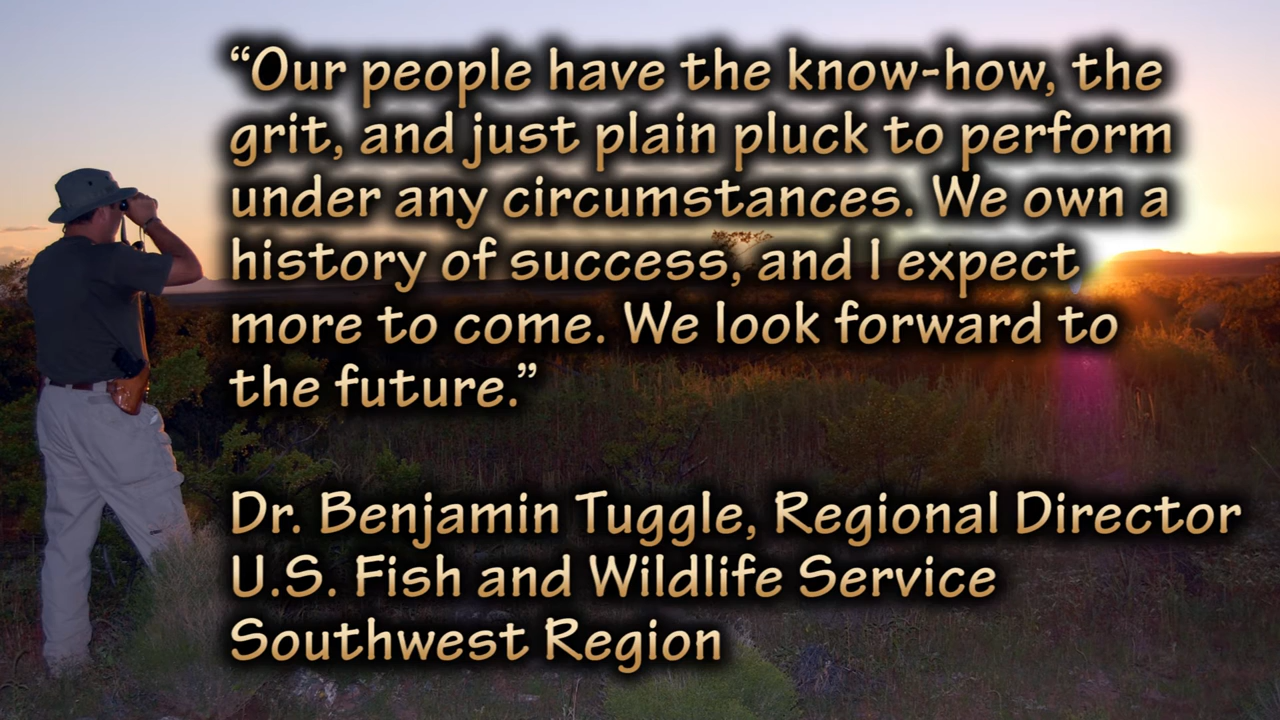 “Our people have the know-how, the
grit, and just plain pluck to perform
under any circumstances. We own a
history of success, and I expect
more to come. We look forward to
the future.”
Dr. Benjamin Tuggle, Regional Director
U.S. Fish and Wildlife Service
Southwest Region